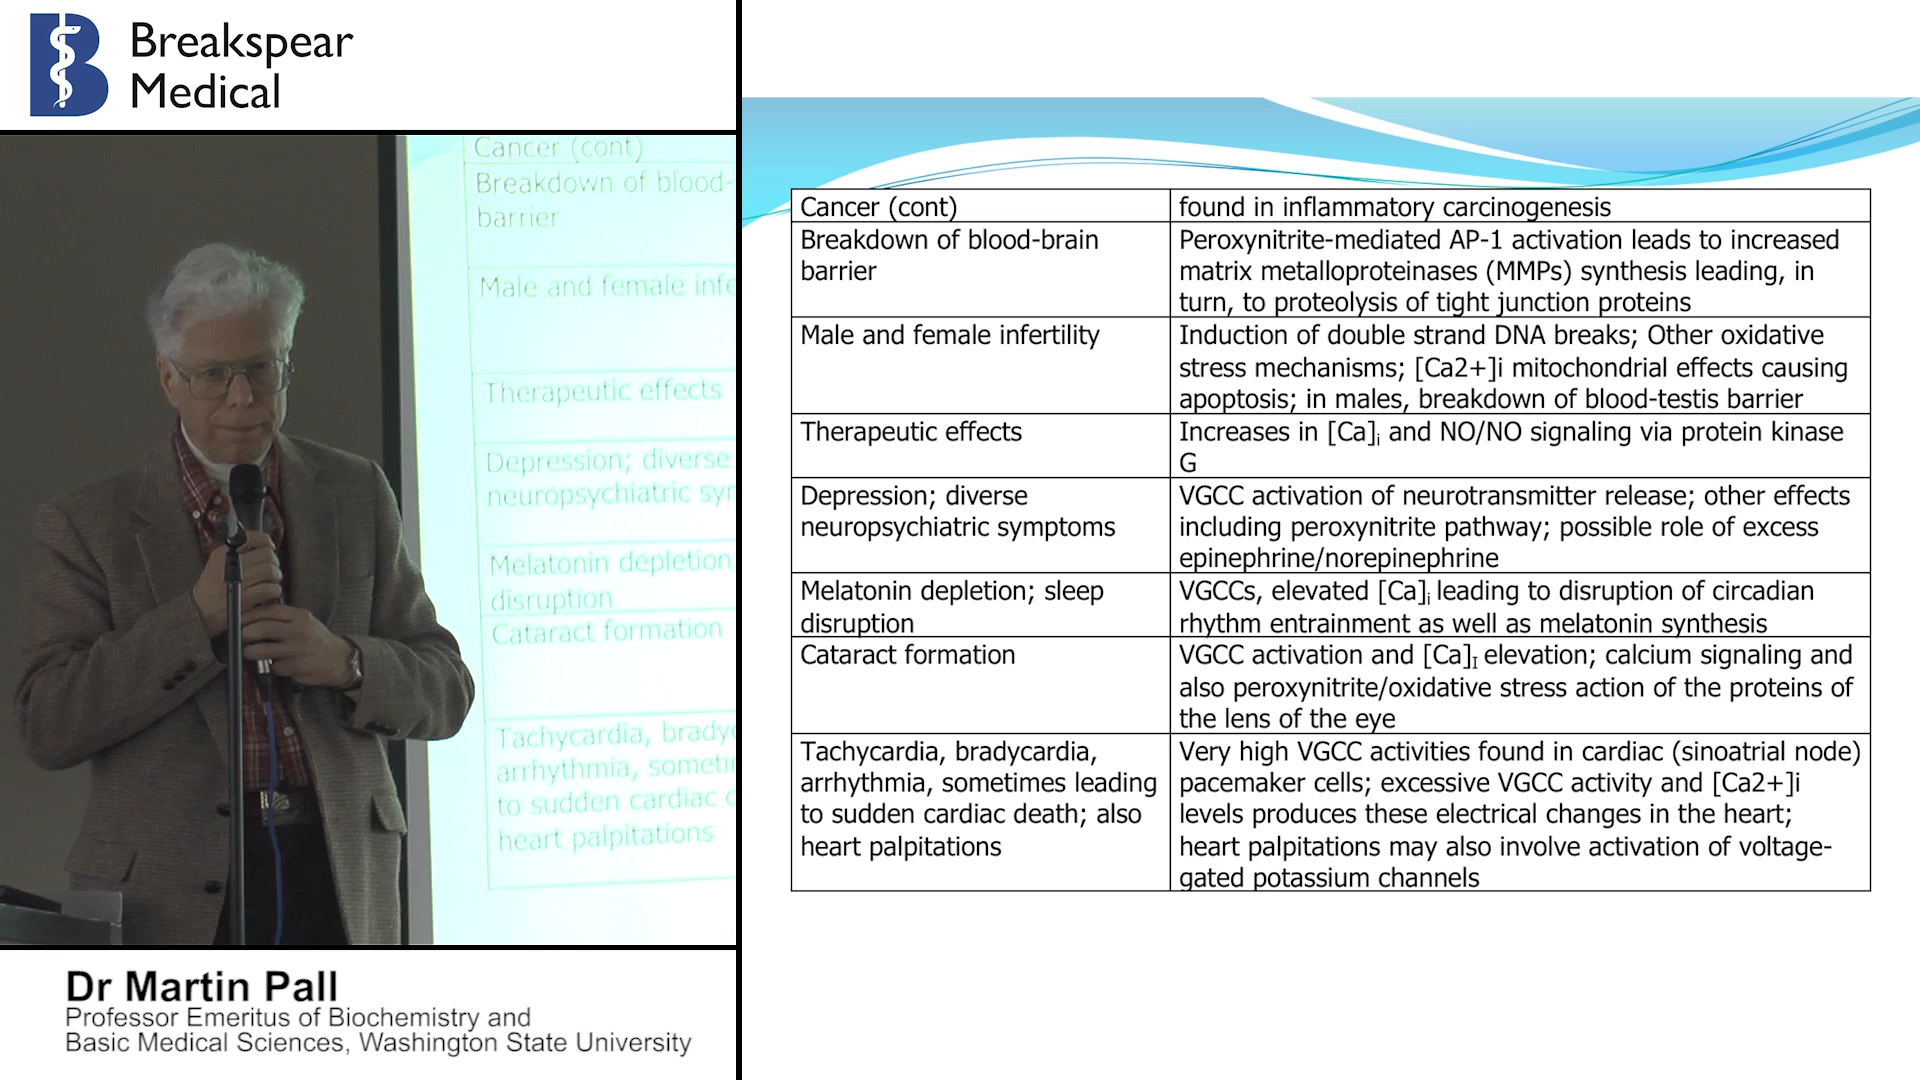 Breakspear
Medical
Cancer (cont)
Breakdown of blood-
barrier
Male and female infe
Therapeutic effects
Depression; diverse
neuropsychiatric syr
Melatonin depletion
disruption
Cataract formation
Tachycardia, brady
arrhythmia, someti
to sudden cardiac
heart palpitations
Dr Martin Pall
Professor Emeritus of Biochemistry and
Basic Medical Sciences, Washington State University
Cancer (cont)
found in inflammatory carcinogenesis
Breakdown of blood-brain
barrier
Peroxynitrite-mediated AP-1 activation leads to increased
matrix metalloproteinases (MMPs) synthesis leading, in
turn, to proteolysis of tight junction proteins
Male and female infertility
Induction of double strand DNA breaks; Other oxidative
stress mechanisms; [Ca2+]i mitochondrial effects causing
apoptosis; in males, breakdown of blood-testis barrier
Therapeutic effects
Increases in [Ca]i and NO/NO signaling via protein kinase
G
Depression; diverse
neuropsychiatric symptoms
VGCC activation of neurotransmitter release; other effects
including peroxynitrite pathway; possible role of excess
epinephrine/norepinephrine
Melatonin depletion; sleep
disruption
VGCCs, elevated [Ca]i leading to disruption of circadian
rhythm entrainment as well as melatonin synthesis
Cataract formation
VGCC activation and [Ca]I elevation; calcium signaling and
also peroxynitrite/oxidative stress action of the proteins of
the lens of the eye
Tachycardia, bradycardia,
arrhythmia, sometimes leading
to sudden cardiac death; also
heart palpitations
Very high VGCC activities found in cardiac (sinoatrial node)
pacemaker cells; excessive VGCC activity and [Ca2+]i
levels produces these electrical changes in the heart;
heart palpitations may also involve activation of voltage-
gated potassium channels